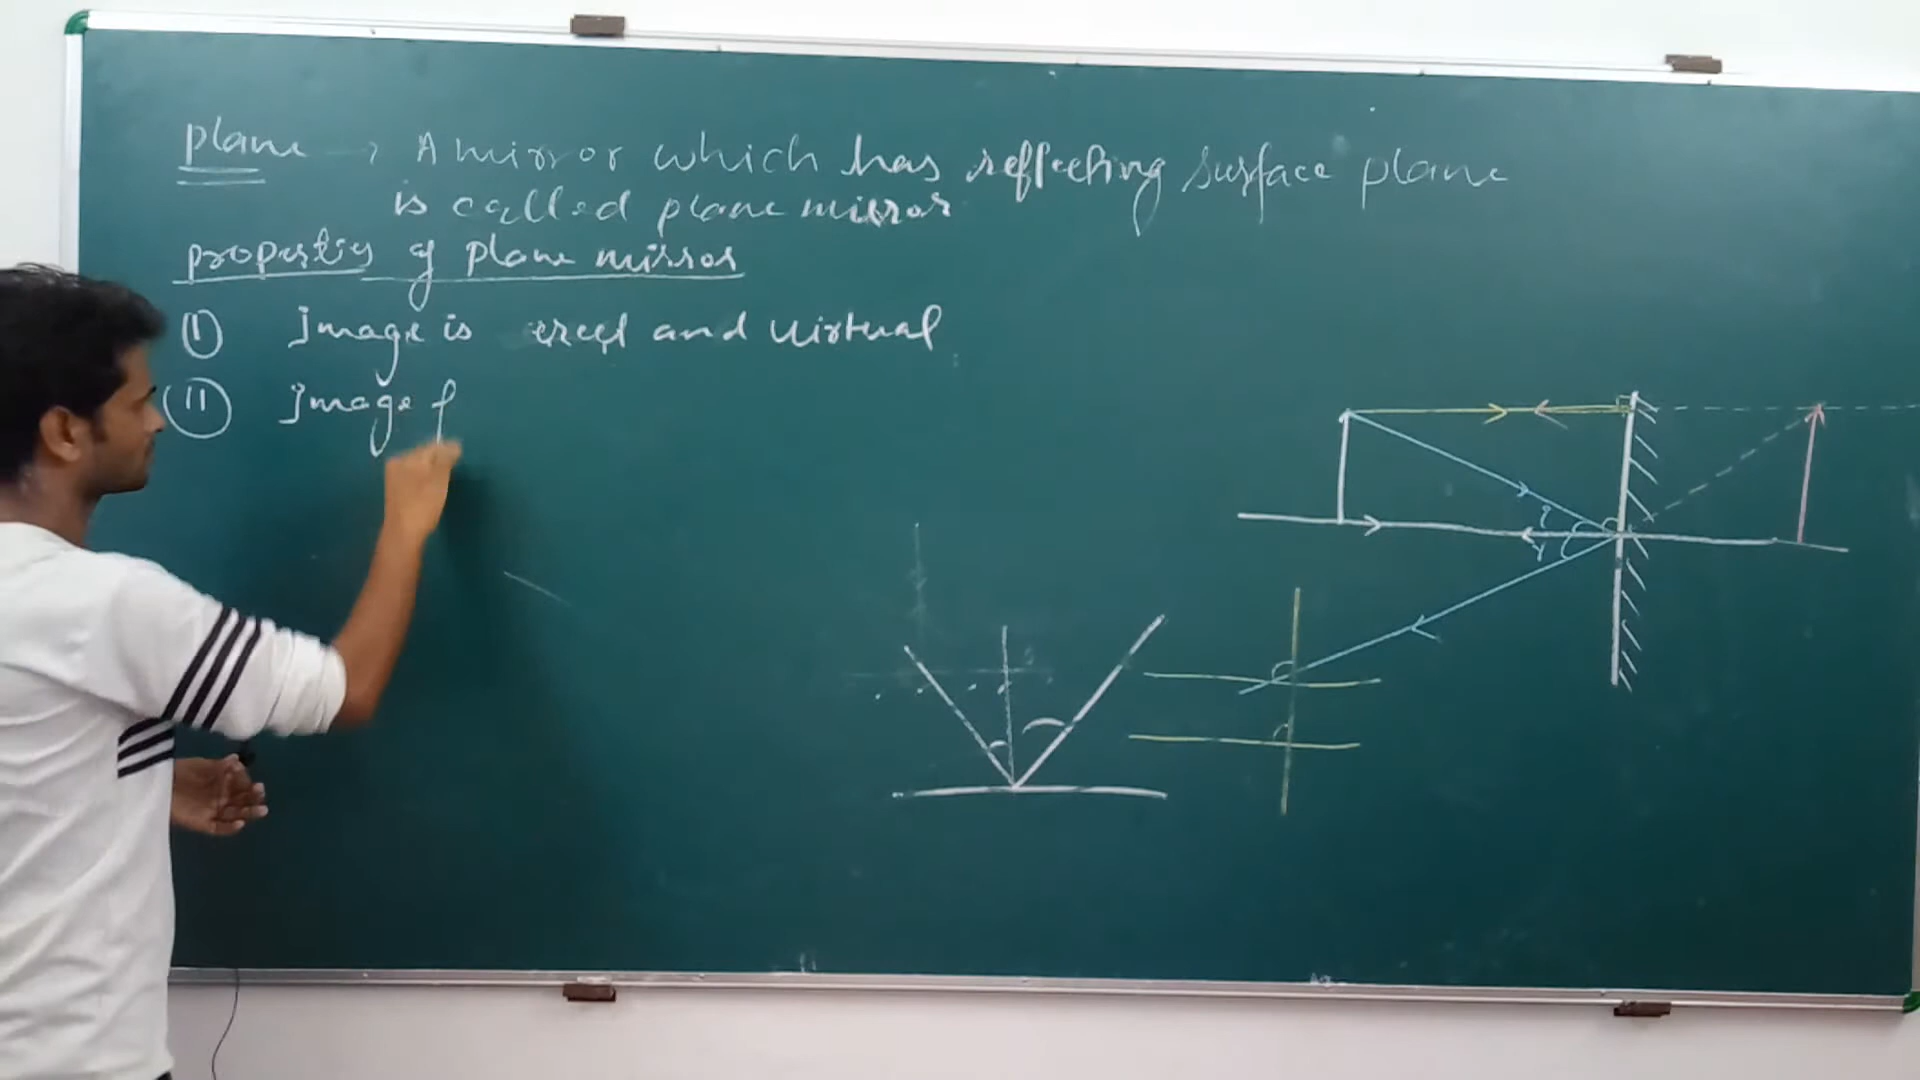 plane → A mirror which has reflecting surface plane
is called plane mirror
properties of plane mirror
(I) Image is erect and virtual
(II) Image f
i
r